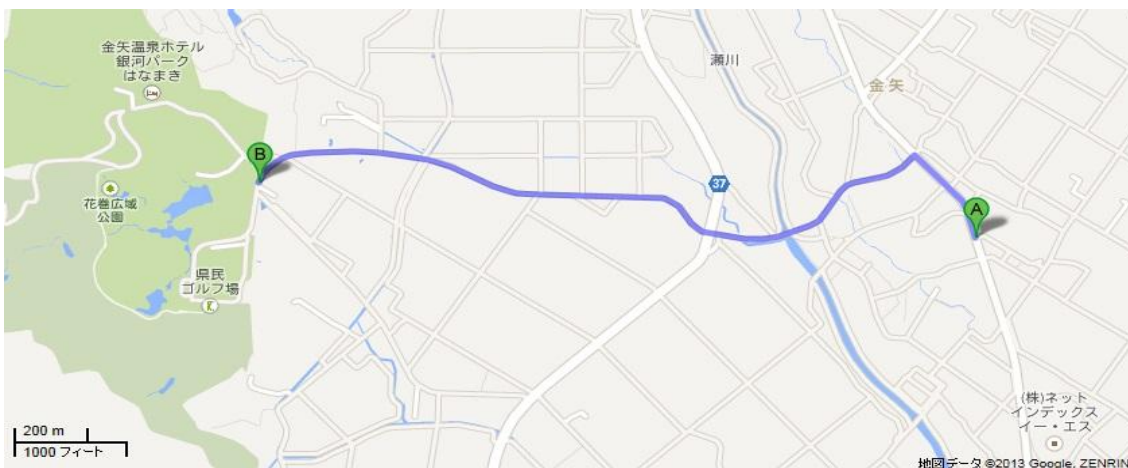 金矢温泉ホテル
銀河パーク
はなまき
瀬川
金矢
B
37
A
花巻広域
公園
県民
ゴルフ場
(株)ネット
インデックス
イー・エス
200 m
1000 フィート
地図データ ©2013 Google, ZENRIN